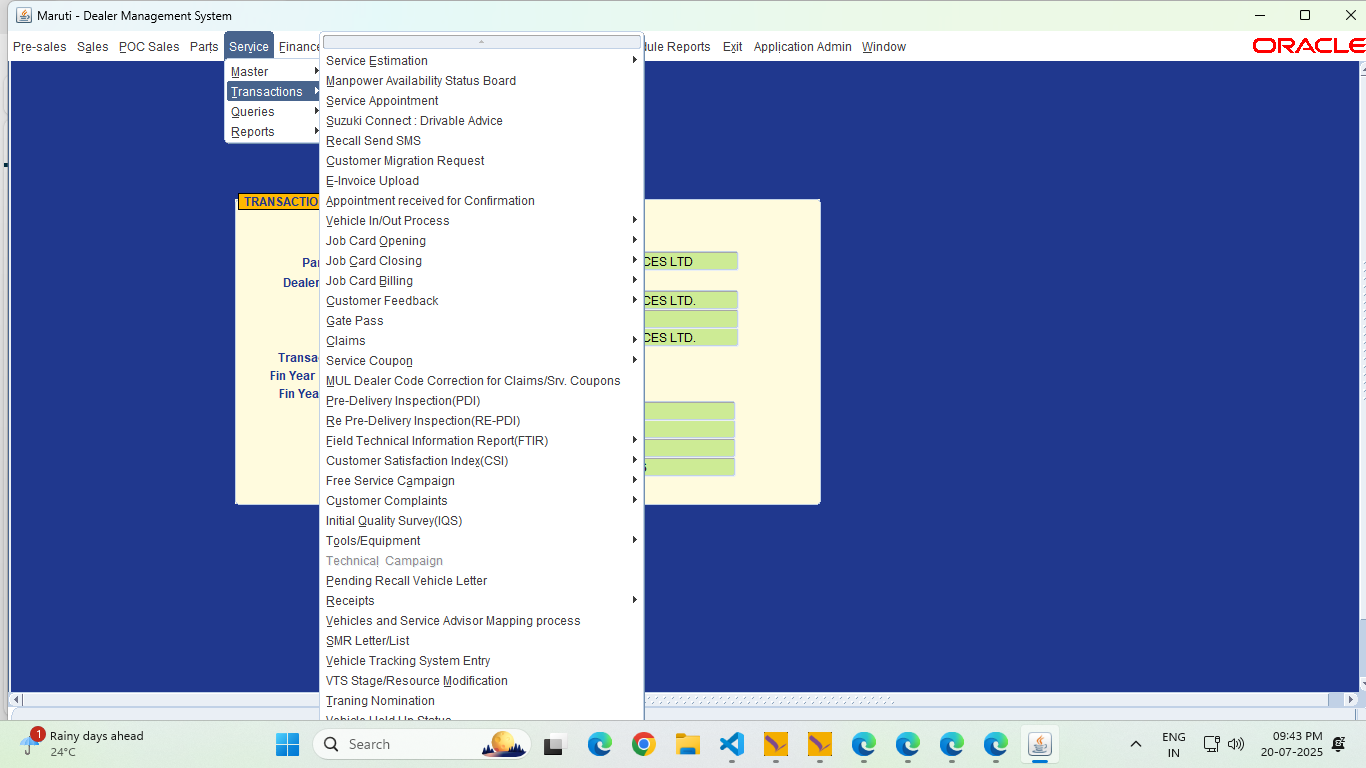 Maruti - Dealer Management System
Pre-sales Sales POC Sales Parts Service Finance ule Reports Exit Application Admin Window
ORACLE
Master
Transactions
Queries
Reports
Service Estimation
Manpower Availability Status Board
Service Appointment
Suzuki Connect : Drivable Advice
Recall Send SMS
Customer Migration Request
E-Invoice Upload
Appointment received for Confirmation
Vehicle In/Out Process
Job Card Opening
Job Card Closing
Job Card Billing
Customer Feedback
Gate Pass
Claims
Service Coupon
MUL Dealer Code Correction for Claims/Srv. Coupons
Pre-Delivery Inspection(PDI)
Re Pre-Delivery Inspection(RE-PDI)
Field Technical Information Report(FTIR)
Customer Satisfaction Index(CSI)
Free Service Campaign
Customer Complaints
Initial Quality Survey(IQS)
Tools/Equipment
Technical Campaign
Pending Recall Vehicle Letter
Receipts
Vehicles and Service Advisor Mapping process
SMR Letter/List
Vehicle Tracking System Entry
VTS Stage/Resource Modification
Traning Nomination
Vehicle Held Up Status
TRANSACTIO
Par
CES LTD
Dealer
CES LTD.
CES LTD.
Transa
Fin Year
Fin Yea
1
Rainy days ahead
24°C
Search
ENG
IN
09:43 PM
20-07-2025